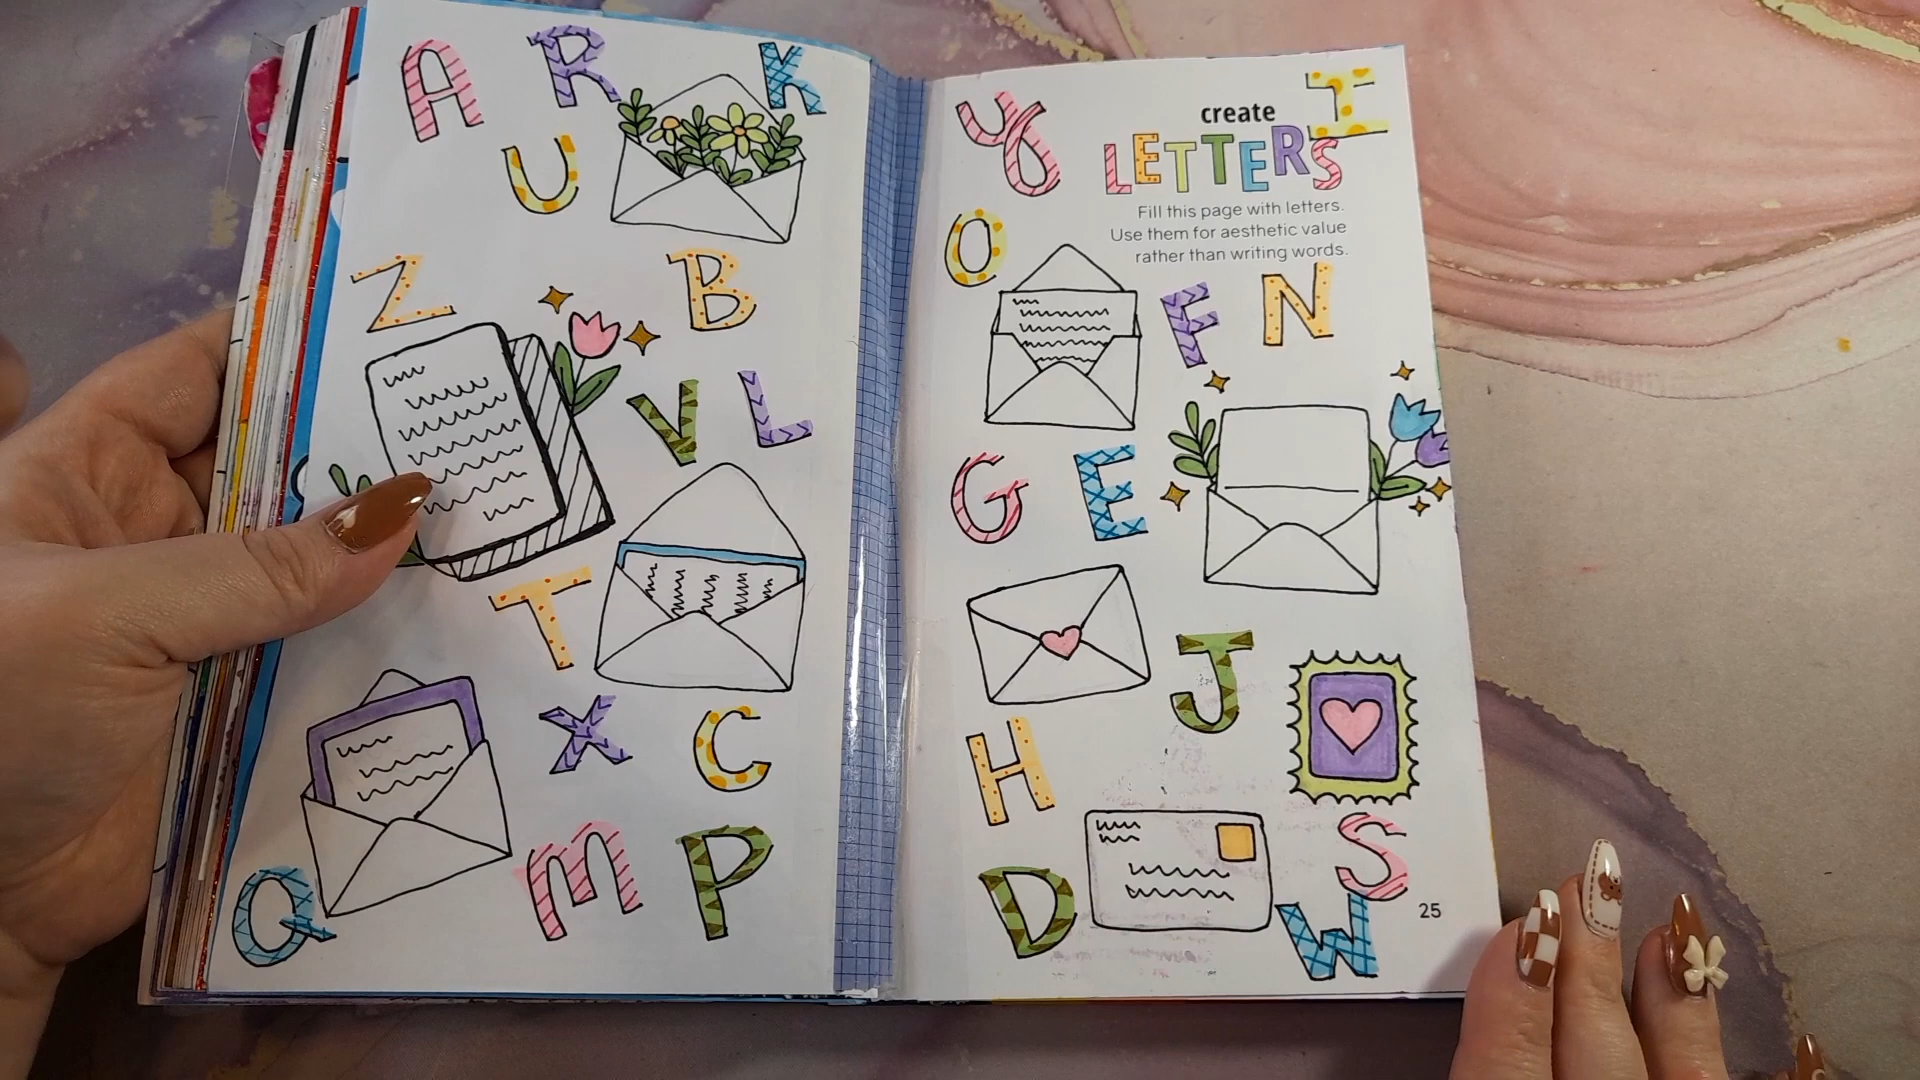 A R K
U
Z B
V L
T
X C
Q M P
Y I
create
LETTERS
Fill this page with letters.
Use them for aesthetic value
rather than writing words.
O
F N
G E
J
H
S
D W
25